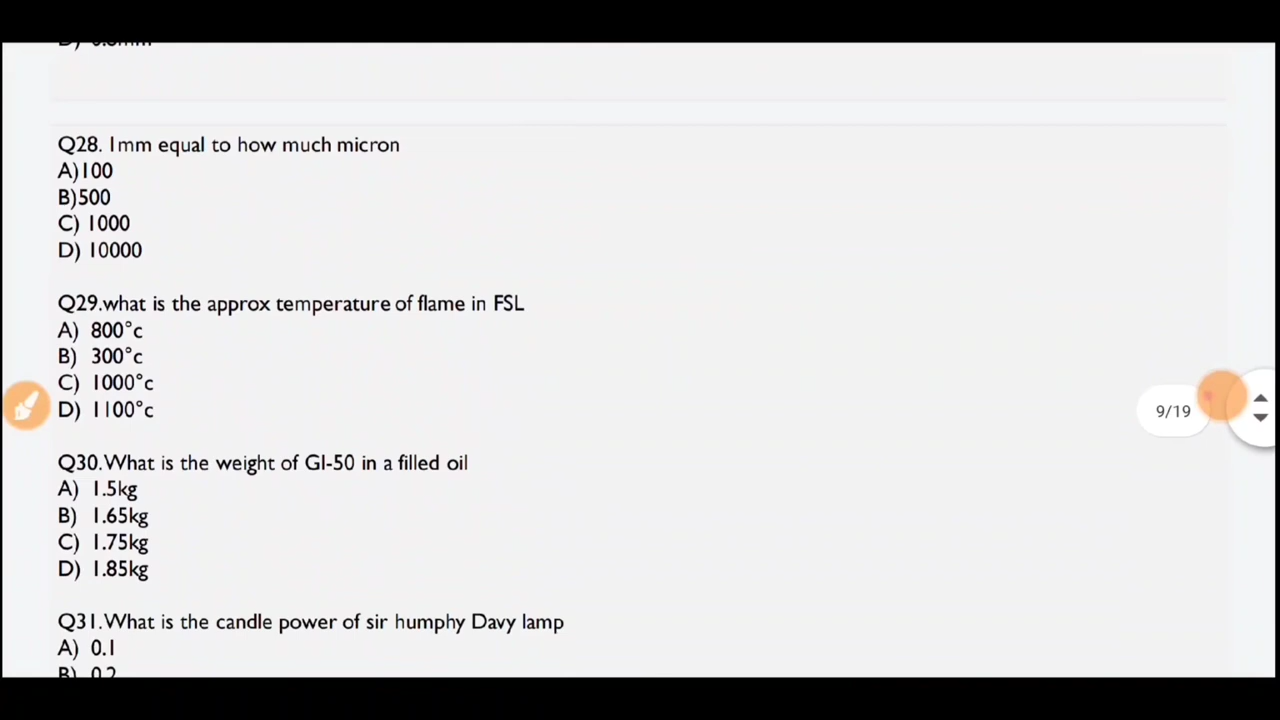 Q28. 1mm equal to how much micron
A)100
B)500
C) 1000
D) 10000
Q29.what is the approx temperature of flame in FSL
A) 800°c
B) 300°c
C) 1000°c
D) 1100°c
9/19
Q30.What is the weight of GI-50 in a filled oil
A) 1.5kg
B) 1.65kg
C) 1.75kg
D) 1.85kg
Q31.What is the candle power of sir humphy Davy lamp
A) 0.1
B) 0.2